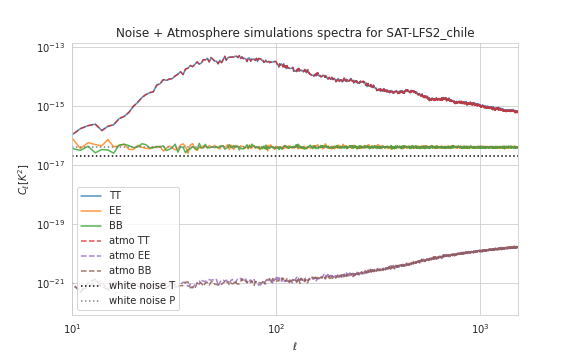 Noise + Atmosphere simulations spectra for SAT-LFS2_chile
10⁻¹³
10⁻¹⁵
10⁻¹⁷
10⁻¹⁹
10⁻²¹
Cℓ[K²]
TT
EE
BB
atmo TT
atmo EE
atmo BB
white noise T
white noise P
10¹ 10² 10³
ℓ